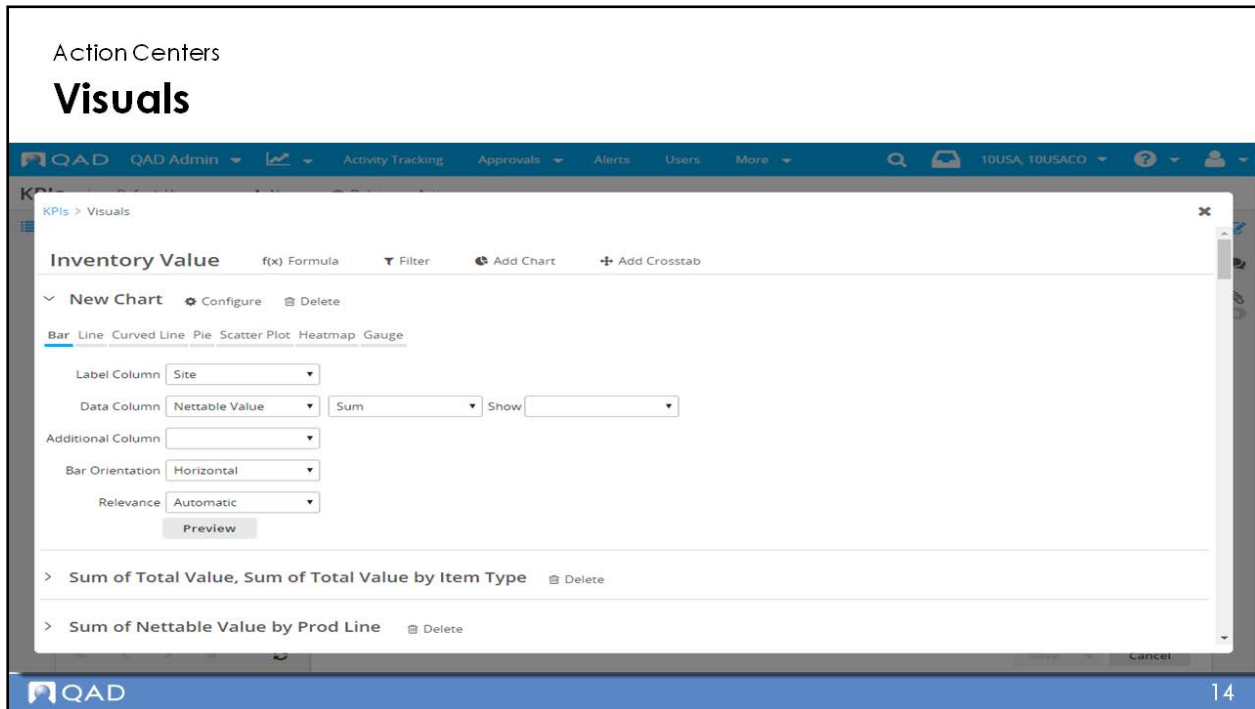 Action Centers
Visuals
QAD QAD Admin Activity Tracking Approvals Alerts Users More 10USA, 10USACO
KPIs
KPIs > Visuals
Inventory Value f(x) Formula Filter Add Chart Add Crosstab
New Chart Configure Delete
Bar Line Curved Line Pie Scatter Plot Heatmap Gauge
Label Column Site
Data Column Nettable Value Sum Show
Additional Column
Bar Orientation Horizontal
Relevance Automatic
Preview
> Sum of Total Value, Sum of Total Value by Item Type Delete
> Sum of Nettable Value by Prod Line Delete
Cancel
QAD 14